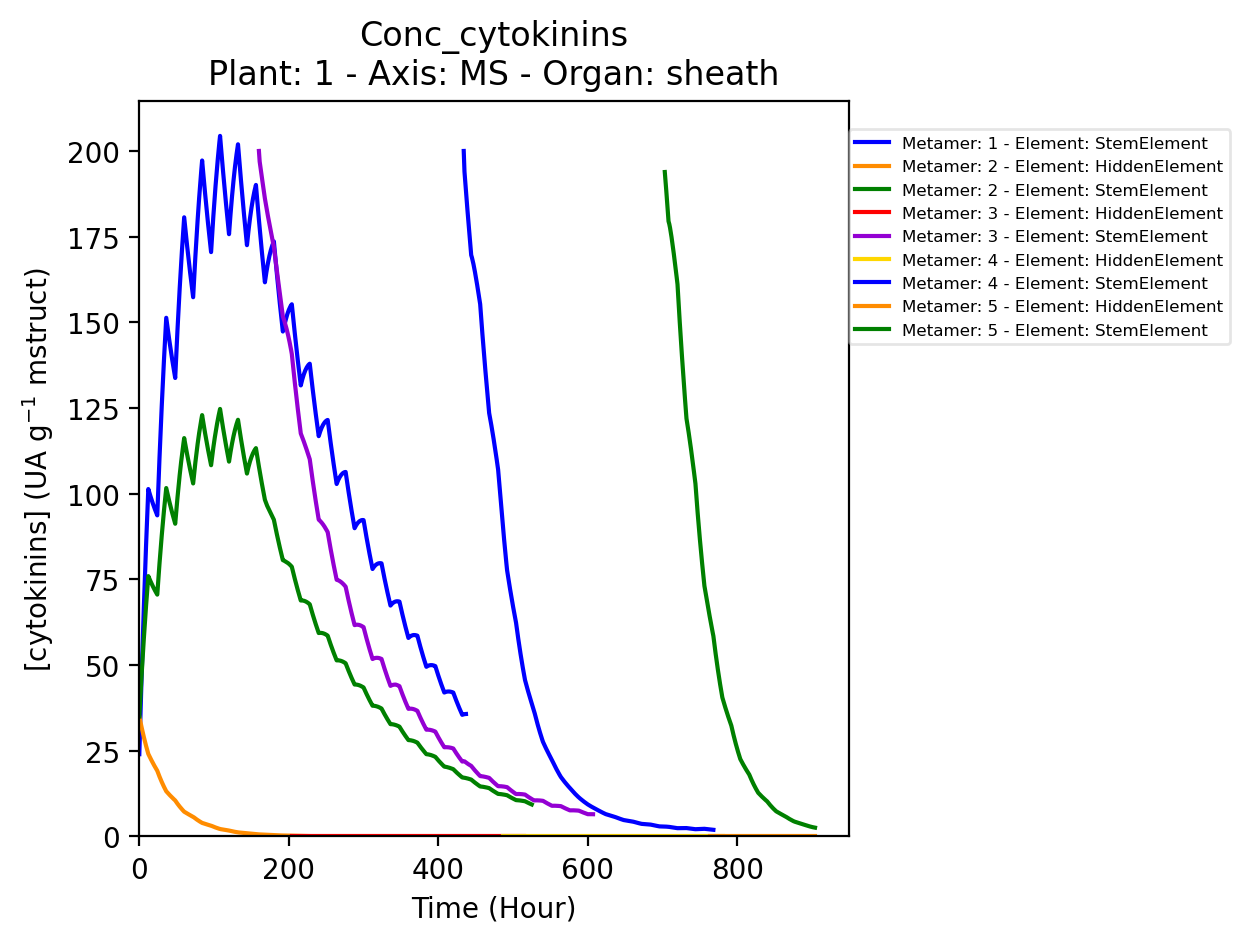 Conc_cytokinins
Plant: 1 - Axis: MS - Organ: sheath
[cytokinins] (UA g⁻¹ mstruct)
200
175
150
125
100
75
50
25
0
0 200 400 600 800
Time (Hour)
Metamer: 1 - Element: StemElement
Metamer: 2 - Element: HiddenElement
Metamer: 2 - Element: StemElement
Metamer: 3 - Element: HiddenElement
Metamer: 3 - Element: StemElement
Metamer: 4 - Element: HiddenElement
Metamer: 4 - Element: StemElement
Metamer: 5 - Element: HiddenElement
Metamer: 5 - Element: StemElement